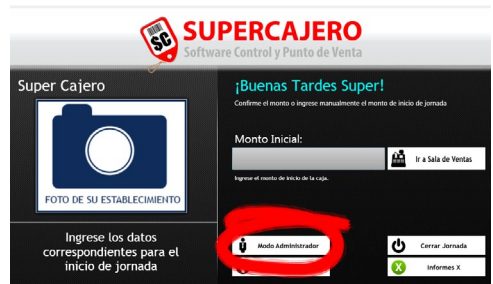 SC
SUPERCAJERO
Software Control y Punto de Venta
Super Cajero
FOTO DE SU ESTABLECIMIENTO
Ingrese los datos
correspondientes para el
inicio de jornada
¡Buenas Tardes Super!
Confirme el monto o ingrese manualmente el monto de inicio de jornada
Monto Inicial:
Ir a Sala de Ventas
Ingrese el monto de inicio de la caja.
Modo Administrador
Cerrar Jornada
X
Informes X